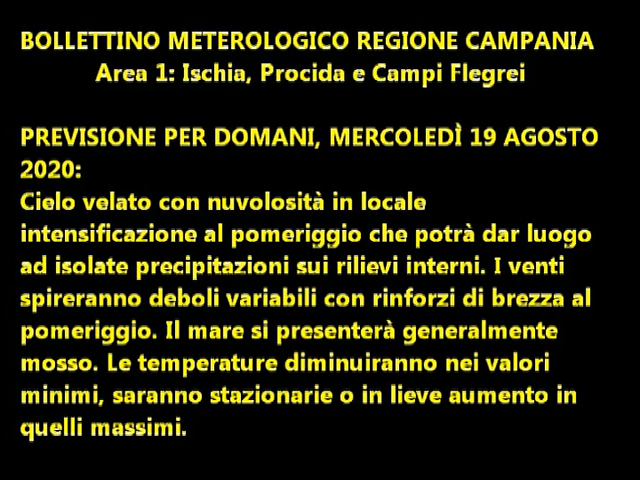 BOLLETTINO METEROLOGICO REGIONE CAMPANIA
Area 1: Ischia, Procida e Campi Flegrei
PREVISIONE PER DOMANI, MERCOLEDÌ 19 AGOSTO
2020:
Cielo velato con nuvolosità in locale
intensificazione al pomeriggio che potrà dar luogo
ad isolate precipitazioni sui rilievi interni. I venti
spireranno deboli variabili con rinforzi di brezza al
pomeriggio. Il mare si presenterà generalmente
mosso. Le temperature diminuiranno nei valori
minimi, saranno stazionarie o in lieve aumento in
quelli massimi.